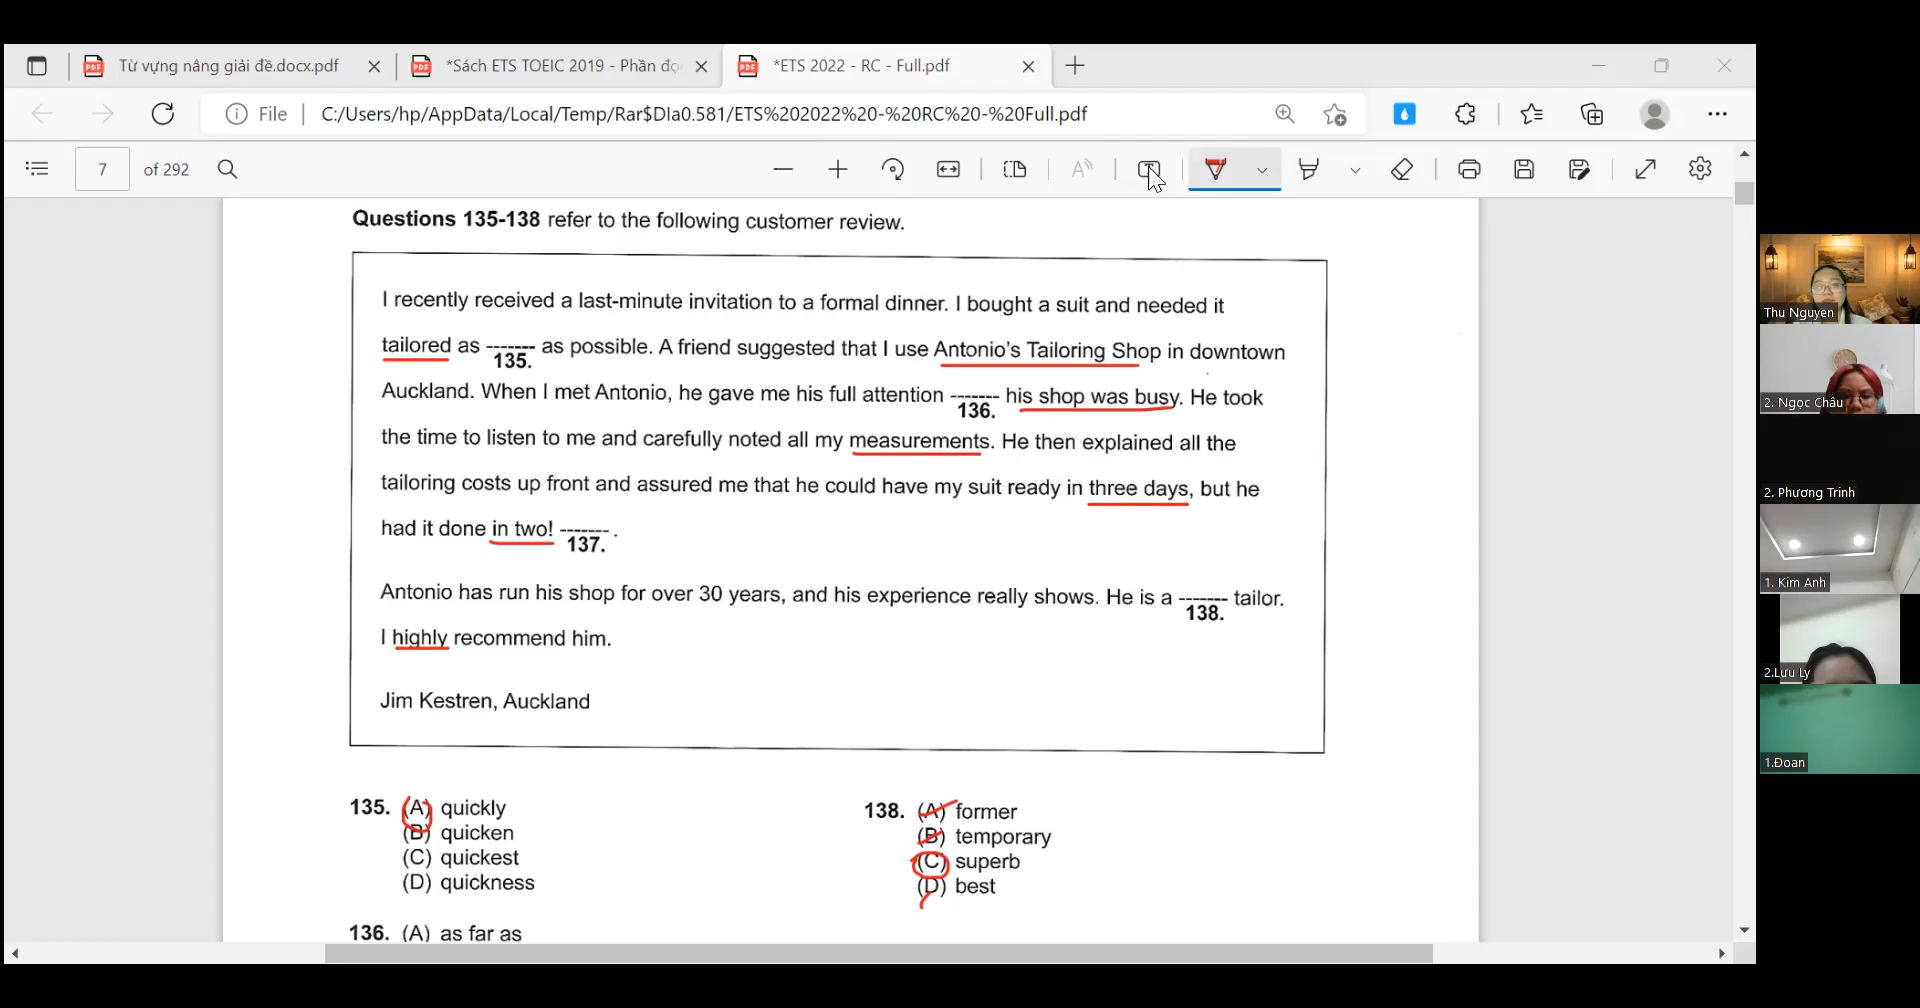 Từ vựng nâng giải đề.docx.pdf
*Sách ETS TOEIC 2019 - Phần đọ
*ETS 2022 - RC - Full.pdf
File
C:/Users/hp/AppData/Local/Temp/Rar$DIa0.581/ETS%202022%20-%20RC%20-%20Full.pdf
7 of 292
Questions 135-138 refer to the following customer review.
I recently received a last-minute invitation to a formal dinner. I bought a suit and needed it
tailored as ------- as possible. A friend suggested that I use Antonio's Tailoring Shop in downtown
135.
Auckland. When I met Antonio, he gave me his full attention ------- his shop was busy. He took
136.
the time to listen to me and carefully noted all my measurements. He then explained all the
tailoring costs up front and assured me that he could have my suit ready in three days, but he
had it done in two! ------- .
137.
Antonio has run his shop for over 30 years, and his experience really shows. He is a ------- tailor.
138.
I highly recommend him.
Jim Kestren, Auckland
135. (A) quickly
(B) quicken
(C) quickest
(D) quickness
136. (A) as far as
138. (A) former
(B) temporary
(C) superb
(D) best
Thu Nguyen
2. Ngọc Châu
2. Phương Trinh
1. Kim Anh
2.Lưu Ly
1.Đoan